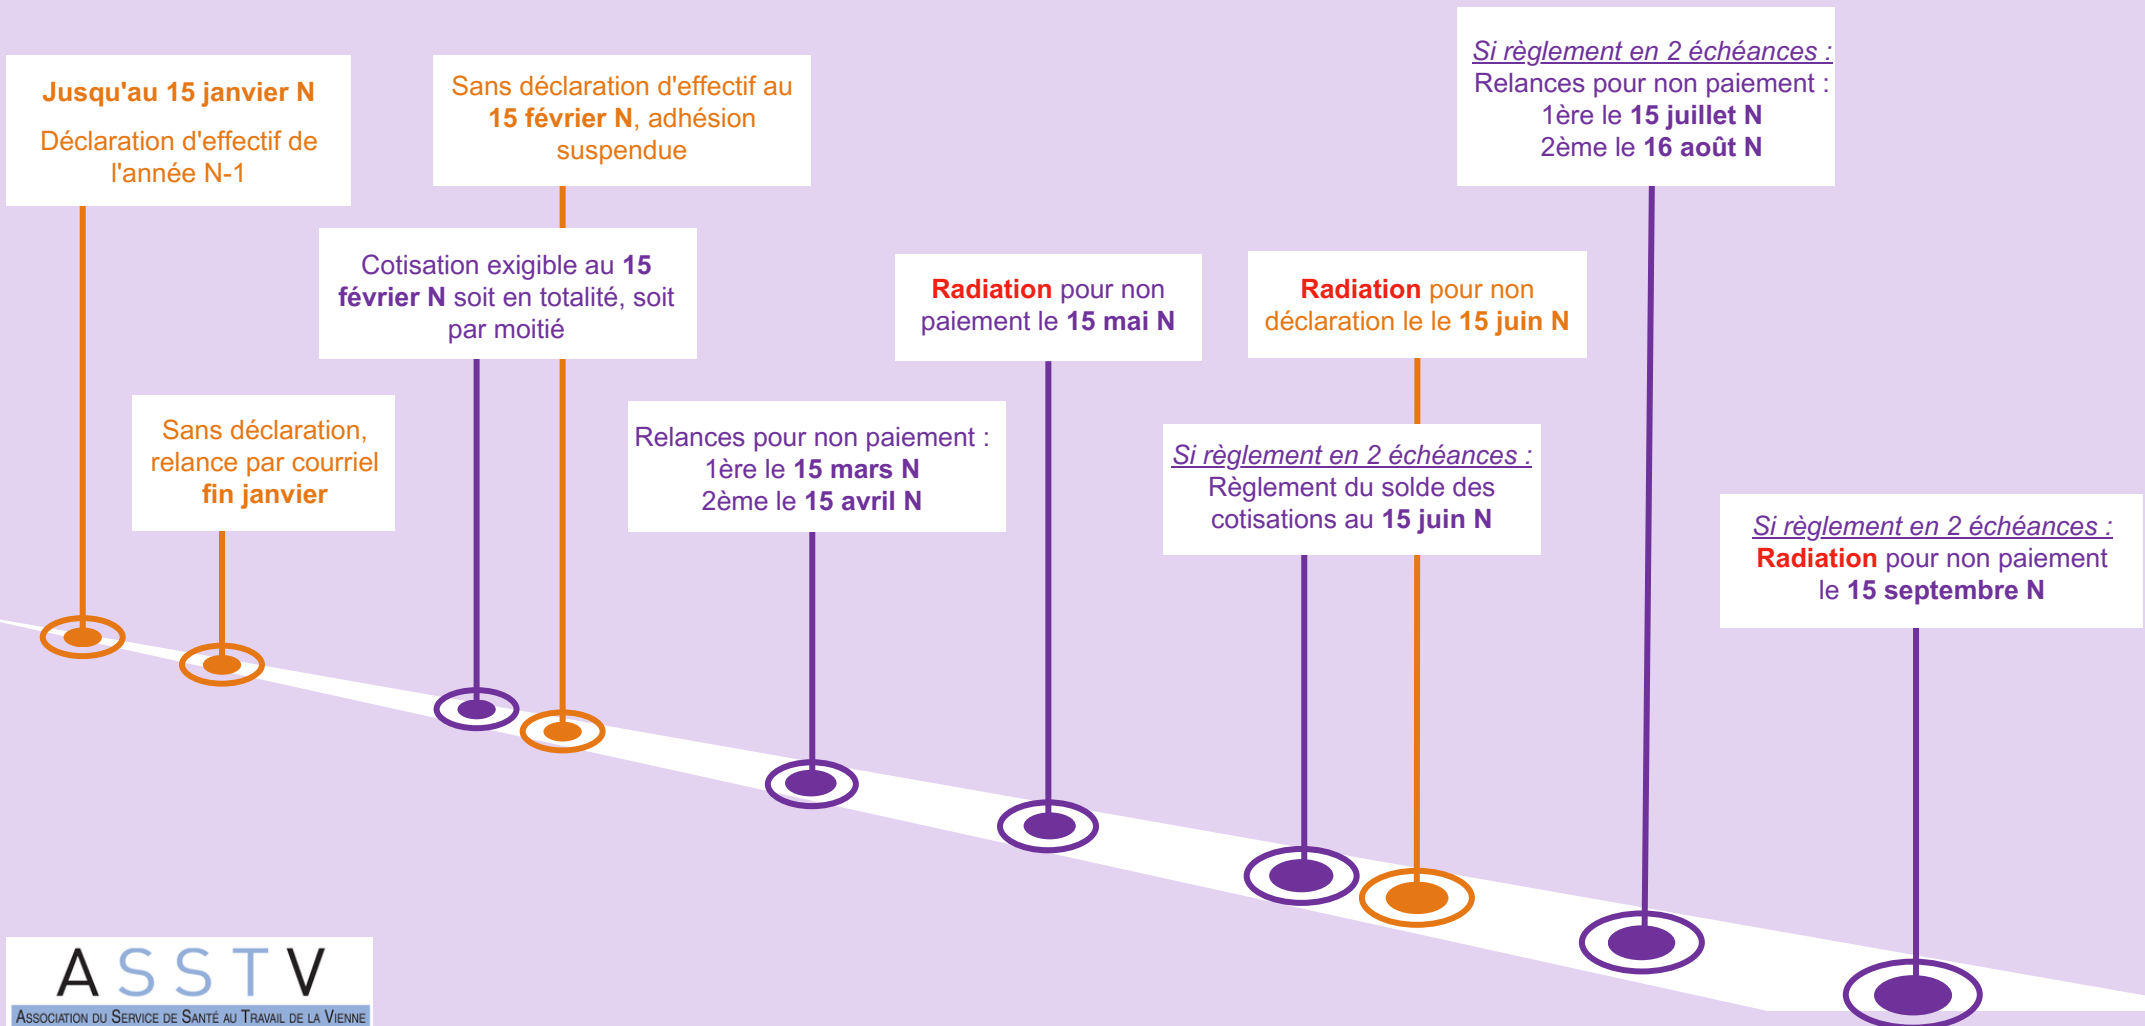 Jusqu'au 15 janvier N
Déclaration d'effectif de
l'année N-1
Sans déclaration,
relance par courriel
fin janvier
Cotisation exigible au 15
février N soit en totalité, soit
par moitié
Sans déclaration d'effectif au
15 février N, adhésion
suspendue
Relances pour non paiement :
1ère le 15 mars N
2ème le 15 avril N
Radiation pour non
paiement le 15 mai N
Si règlement en 2 échéances :
Règlement du solde des
cotisations au 15 juin N
Radiation pour non
déclaration le le 15 juin N
Si règlement en 2 échéances :
Relances pour non paiement :
1ère le 15 juillet N
2ème le 16 août N
Si règlement en 2 échéances :
Radiation pour non paiement
le 15 septembre N
ASSTV
ASSOCIATION DU SERVICE DE SANTÉ AU TRAVAIL DE LA VIENNE